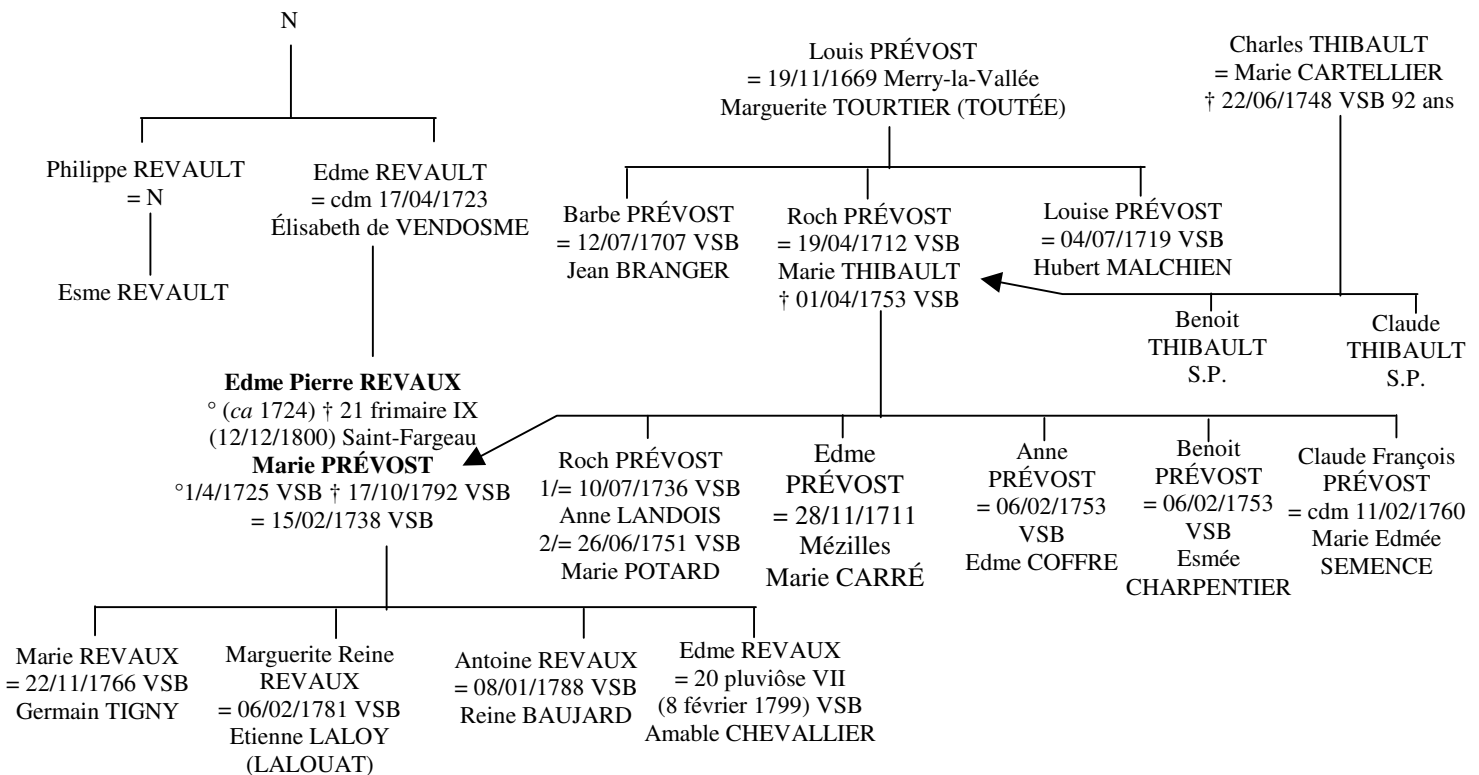 N
Louis PRÉVOST
= 19/11/1669 Merry-la-Vallée
Marguerite TOURTIER (TOUTÉE)
Charles THIBAULT
= Marie CARTELLIER
† 22/06/1748 VSB 92 ans
Philippe REVAULT
= N
Esme REVAULT
Edme REVAULT
= cdm 17/04/1723
Élisabeth de VENDOSME
Barbe PRÉVOST
= 12/07/1707 VSB
Jean BRANGER
Roch PRÉVOST
= 19/04/1712 VSB
Marie THIBAULT
† 01/04/1753 VSB
Louise PRÉVOST
= 04/07/1719 VSB
Hubert MALCHIEN
Benoit
THIBAULT
S.P.
Claude
THIBAULT
S.P.
Edme Pierre REVAUX
° (ca 1724) † 21 frimaire IX
(12/12/1800) Saint-Fargeau
Marie PRÉVOST
°1/4/1725 VSB † 17/10/1792 VSB
= 15/02/1738 VSB
Roch PRÉVOST
1/= 10/07/1736 VSB
Anne LANDOIS
2/= 26/06/1751 VSB
Marie POTARD
Edme
PRÉVOST
= 28/11/1711
Mézilles
Marie CARRÉ
Anne
PRÉVOST
= 06/02/1753
VSB
Edme COFFRE
Benoit
PRÉVOST
= 06/02/1753
VSB
Esmée
CHARPENTIER
Claude François
PRÉVOST
= cdm 11/02/1760
Marie Edmée
SEMENCE
Marie REVAUX
= 22/11/1766 VSB
Germain TIGNY
Marguerite Reine
REVAUX
= 06/02/1781 VSB
Etienne LALOY
(LALOUAT)
Antoine REVAUX
= 08/01/1788 VSB
Reine BAUJARD
Edme REVAUX
= 20 pluviôse VII
(8 février 1799) VSB
Amable CHEVALLIER